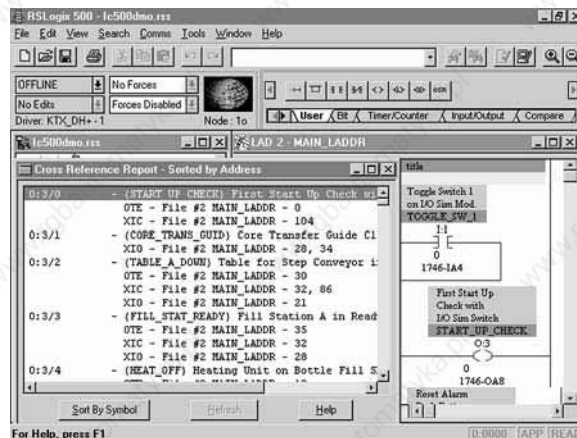 RSLogix 500 - lc500dmo.rss
File Edit View Search Comms Tools Window Help
OFFLINE
No Forces
No Edits
Forces Disabled
Driver: KTX_DH+ - 1
Node: 1o
User Bit Timer/Counter Input/Output Compare
lc500dmo.rss
LAD 2 - MAIN_LADDR
Cross Reference Report - Sorted by Address
O:3/0 - (START_UP_CHECK) First Start Up Check wi
OTE - File #2 MAIN_LADDR - 0
XIC - File #2 MAIN_LADDR - 104
O:3/1 - (CORE_TRANS_GUID) Core Transfer Guide Cl
XIO - File #2 MAIN_LADDR - 28, 34
O:3/2 - (TABLE_A_DOWN) Table for Step Conveyor i
OTE - File #2 MAIN_LADDR - 30
XIC - File #2 MAIN_LADDR - 32, 86
XIO - File #2 MAIN_LADDR - 21
O:3/3 - (FILL_STAT_READY) Fill Station A in Read
OTE - File #2 MAIN_LADDR - 35
XIC - File #2 MAIN_LADDR - 32
XIO - File #2 MAIN_LADDR - 28
O:3/4 - (HEAT_OFF) Heating Unit on Bottle Fill S
Sort By Symbol
Refresh
Help
title
Toggle Switch 1
on I/O Sim Mod.
TOGGLE_SW_1
I:1
0
1746-IA4
First Start Up
Check with
I/O Sim Switch
START_UP_CHECK
O:3
0
1746-OA8
Reset Alarm
For Help, press F1
0:0000 APP READ